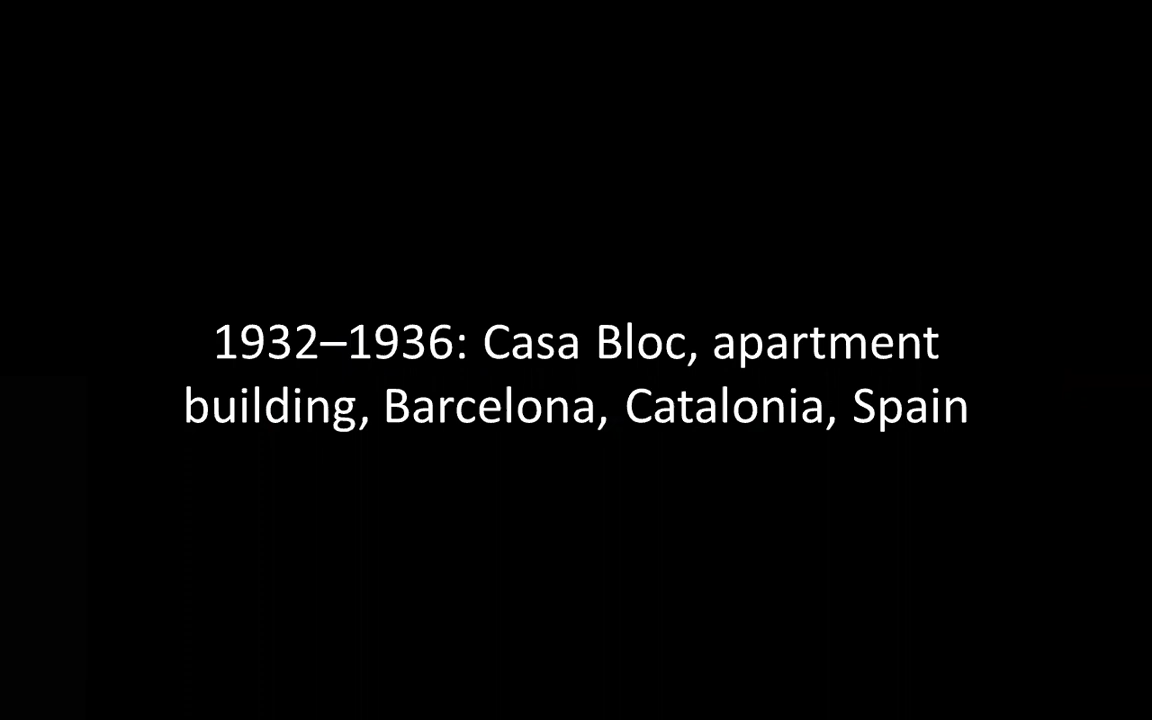 1932–1936: Casa Bloc, apartment
building, Barcelona, Catalonia, Spain